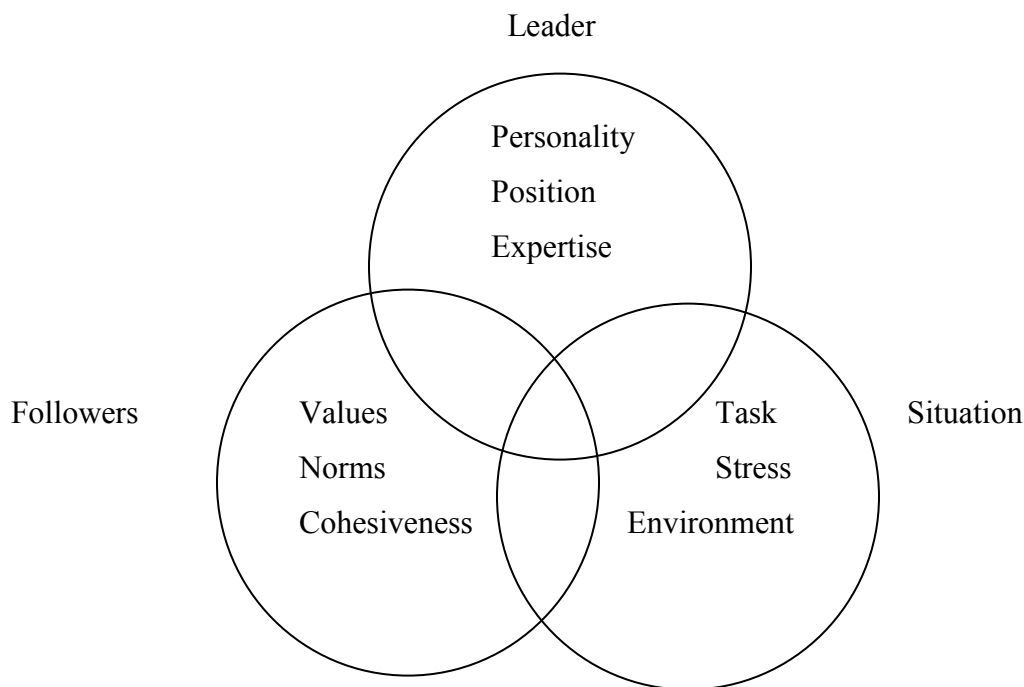 Leader
Personality
Position
Expertise
Followers
Values
Norms
Cohesiveness
Task
Stress
Environment
Situation